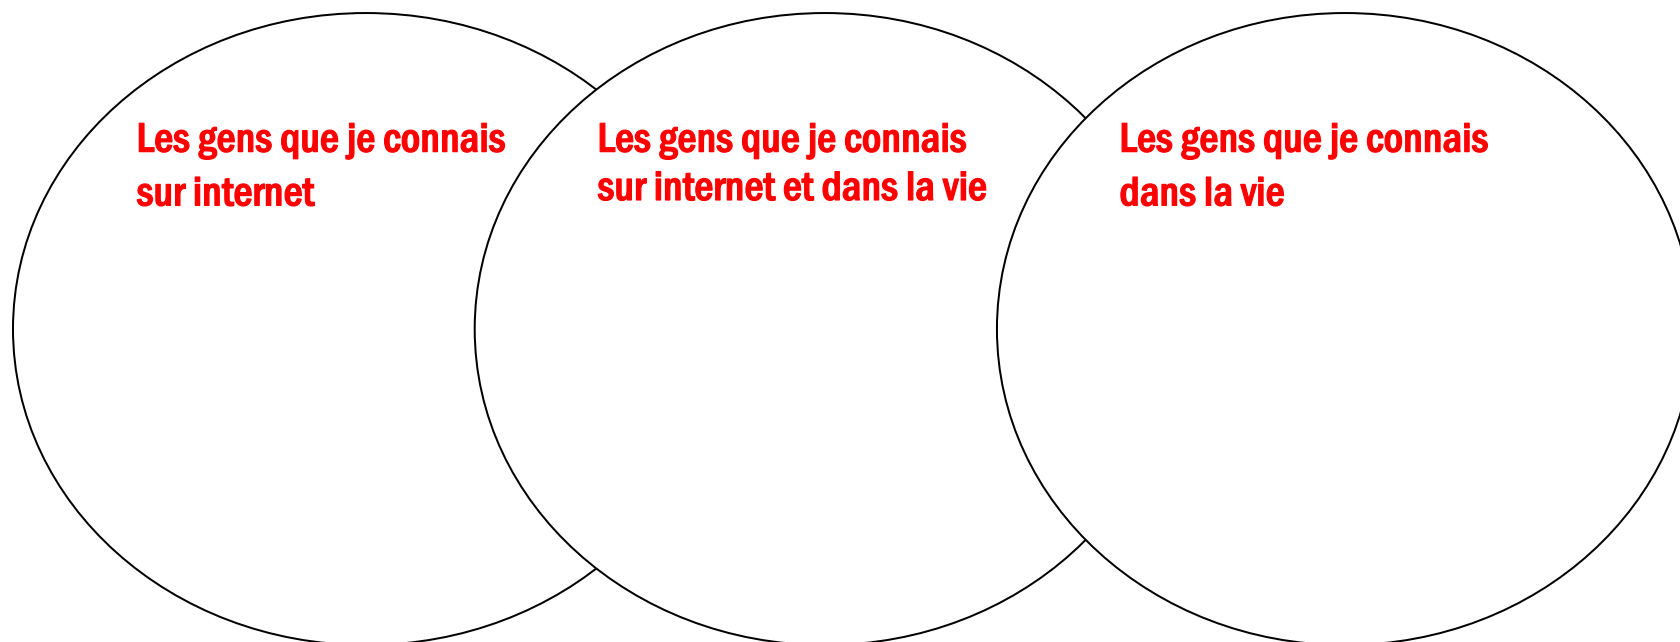 Les gens que je connais
sur internet
Les gens que je connais
sur internet et dans la vie
Les gens que je connais
dans la vie